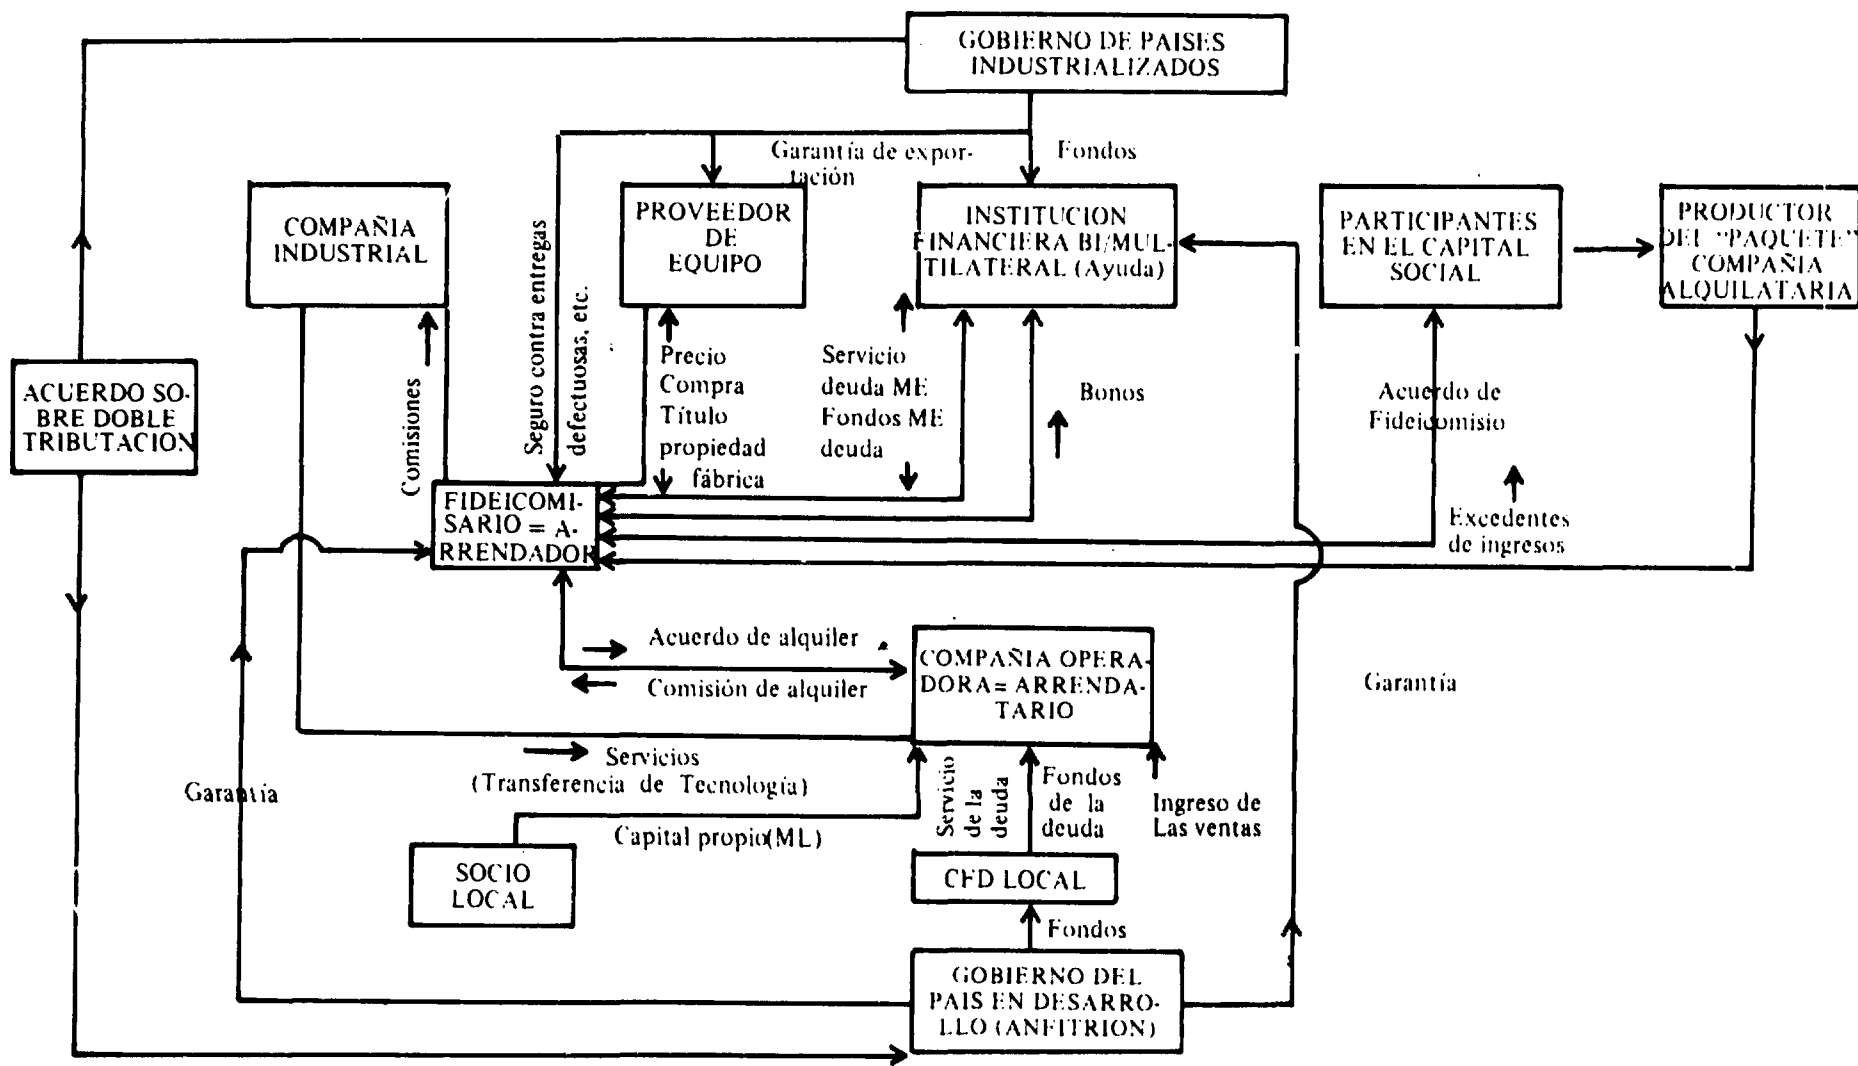 GOBIERNO DE PAISES
INDUSTRIALIZADOS
Garantía de expor-
tación
Fondos
COMPAÑIA
INDUSTRIAL
PROVEEDOR
DE
EQUIPO
INSTITUCION
FINANCIERA BI/MUL-
TILATERAL (Ayuda)
PARTICIPANTES
EN EL CAPITAL
SOCIAL
PRODUCTOR
DEL "PAQUETE"
COMPAÑIA
ALQUILATARIA
ACUERDO SO-
BRE DOBLE
TRIBUTACION
Comisiones
Seguro contra entregas
defectuosas, etc.
Precio
Compra
Título
propiedad
fábrica
Servicio
deuda ME
Fondos ME
deuda
Bonos
Acuerdo de
Fideicomisio
Excedentes
de ingresos
FIDEICOMI-
SARIO = A-
RRENDADOR
Acuerdo de alquiler
Comisión de alquiler
COMPAÑIA OPERA-
DORA = ARRENDA-
TARIO
Garantía
Servicios
(Transferencia de Tecnología)
Garantía
Capital propio(ML)
Servicio
de la
deuda
Fondos
de la
deuda
Ingreso de
Las ventas
SOCIO
LOCAL
CFD LOCAL
Fondos
GOBIERNO DEL
PAIS EN DESARRO-
LLO (ANFITRION)